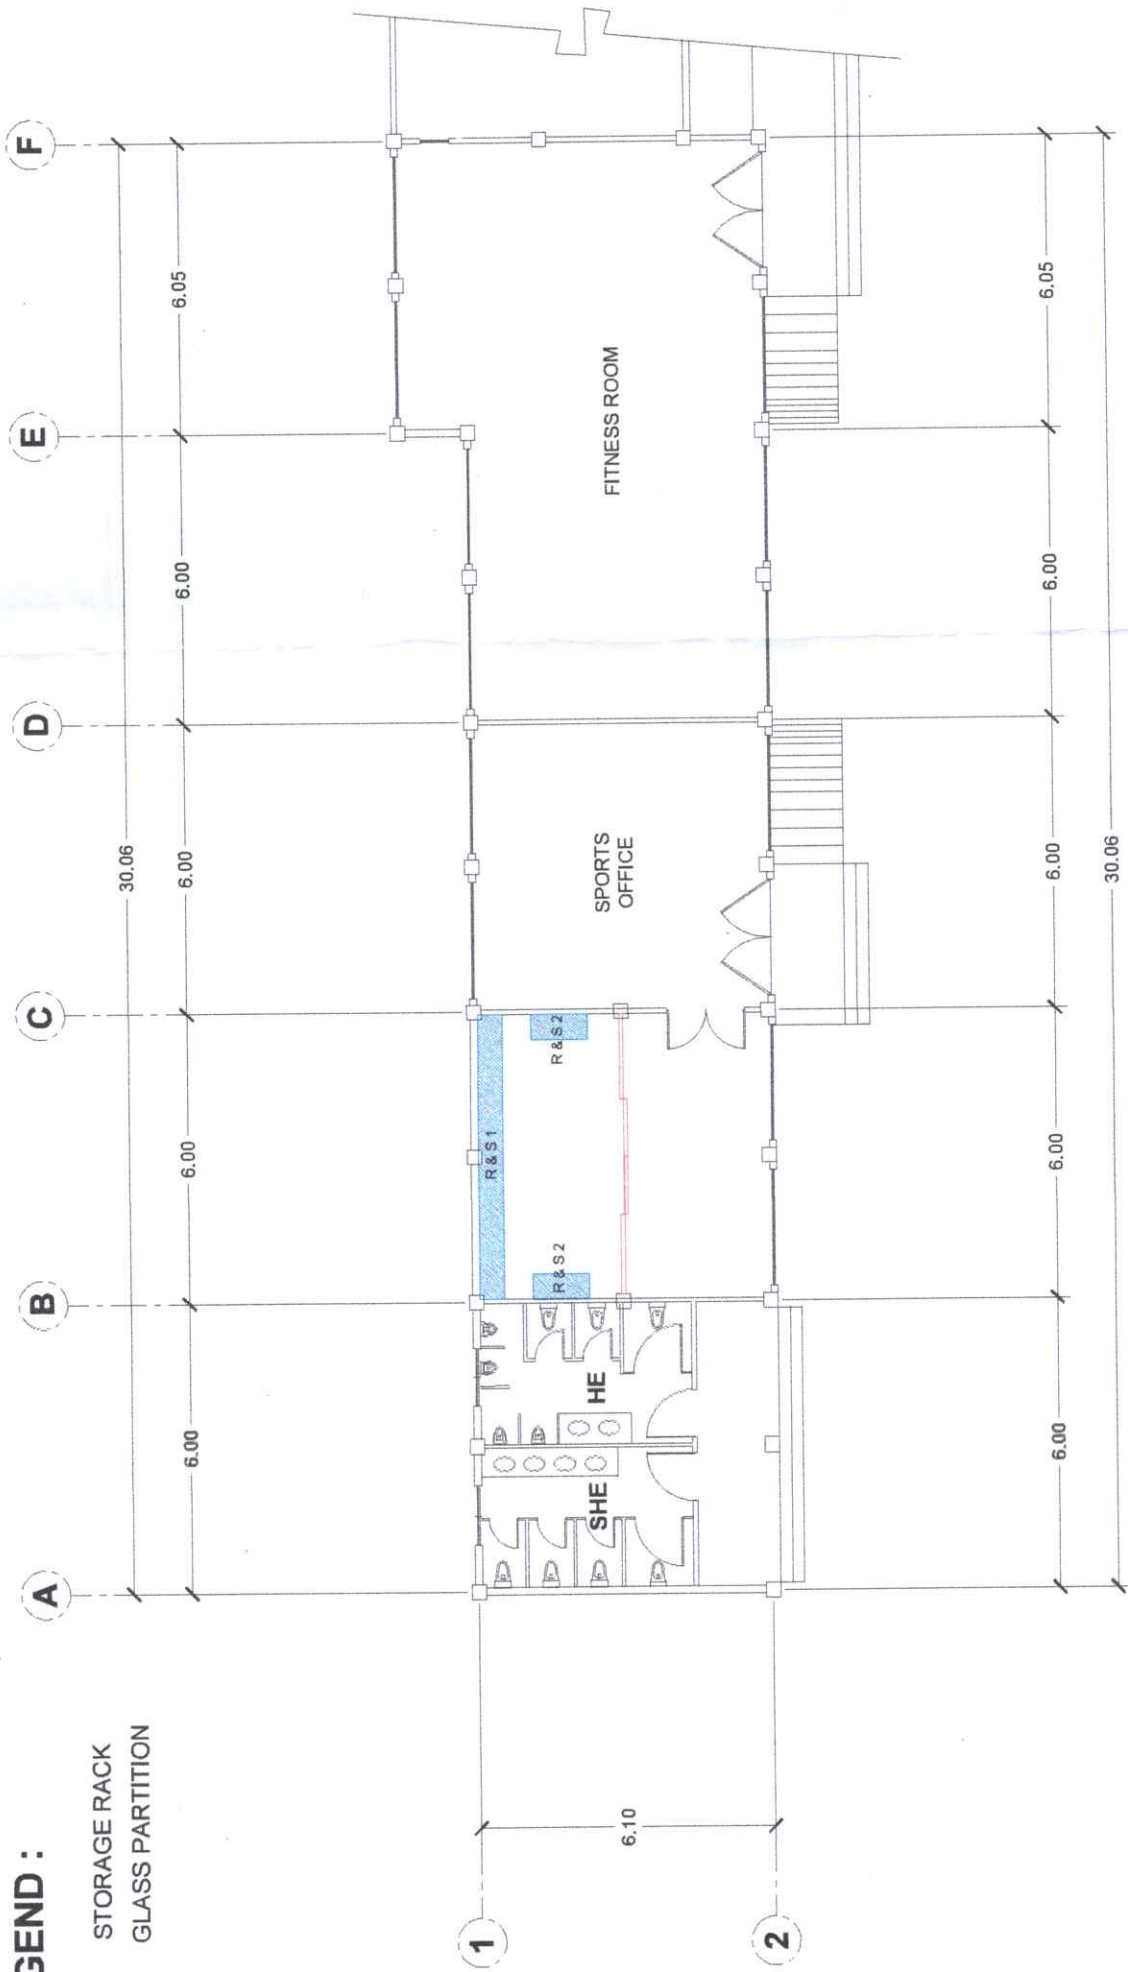 GEND :
STORAGE RACK
GLASS PARTITION
A
B
C
D
E
F
30.06
6.00
6.00
6.00
6.00
6.05
1
2
6.10
SHE
HE
R & S 1
R & S 2
R & S 2
SPORTS
OFFICE
FITNESS ROOM
6.00
6.00
6.00
6.00
6.05
30.06